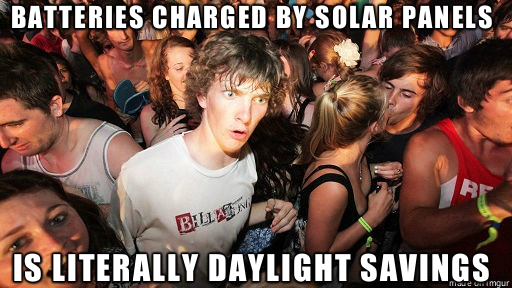 BATTERIES CHARGED BY SOLAR PANELS
IS LITERALLY DAYLIGHT SAVINGS
made on imgur